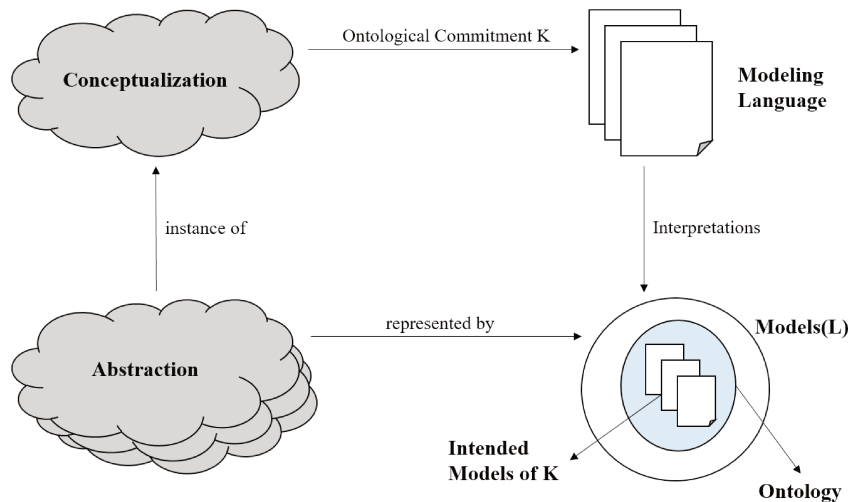 Conceptualization
Ontological Commitment K
Modeling
Language
instance of
Interpretations
Abstraction
represented by
Models(L)
Intended
Models of K
Ontology